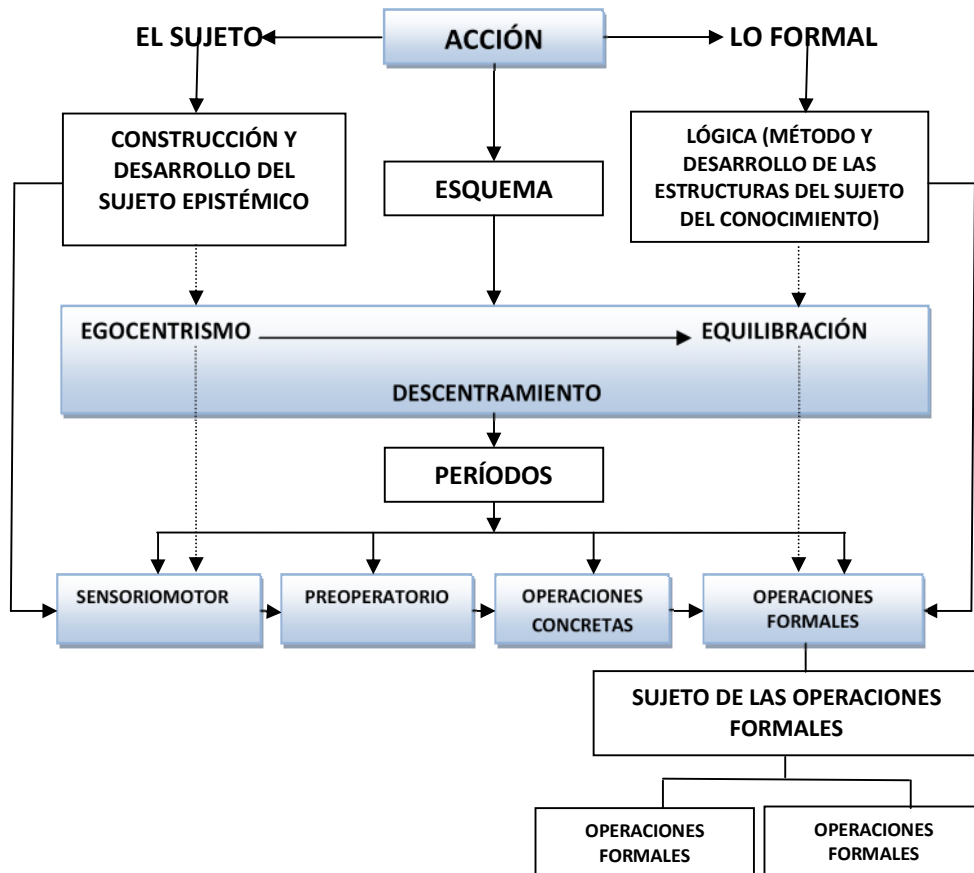 EL SUJETO
ACCIÓN
LO FORMAL
CONSTRUCCIÓN Y
DESARROLLO DEL
SUJETO EPISTÉMICO
ESQUEMA
LÓGICA (MÉTODO Y
DESARROLLO DE LAS
ESTRUCTURAS DEL SUJETO
DEL CONOCIMIENTO)
EGOCENTRISMO
EQUILIBRACIÓN
DESCENTRAMIENTO
PERÍODOS
SENSORIOMOTOR
PREOPERATORIO
OPERACIONES
CONCRETAS
OPERACIONES
FORMALES
SUJETO DE LAS OPERACIONES
FORMALES
OPERACIONES
FORMALES
OPERACIONES
FORMALES